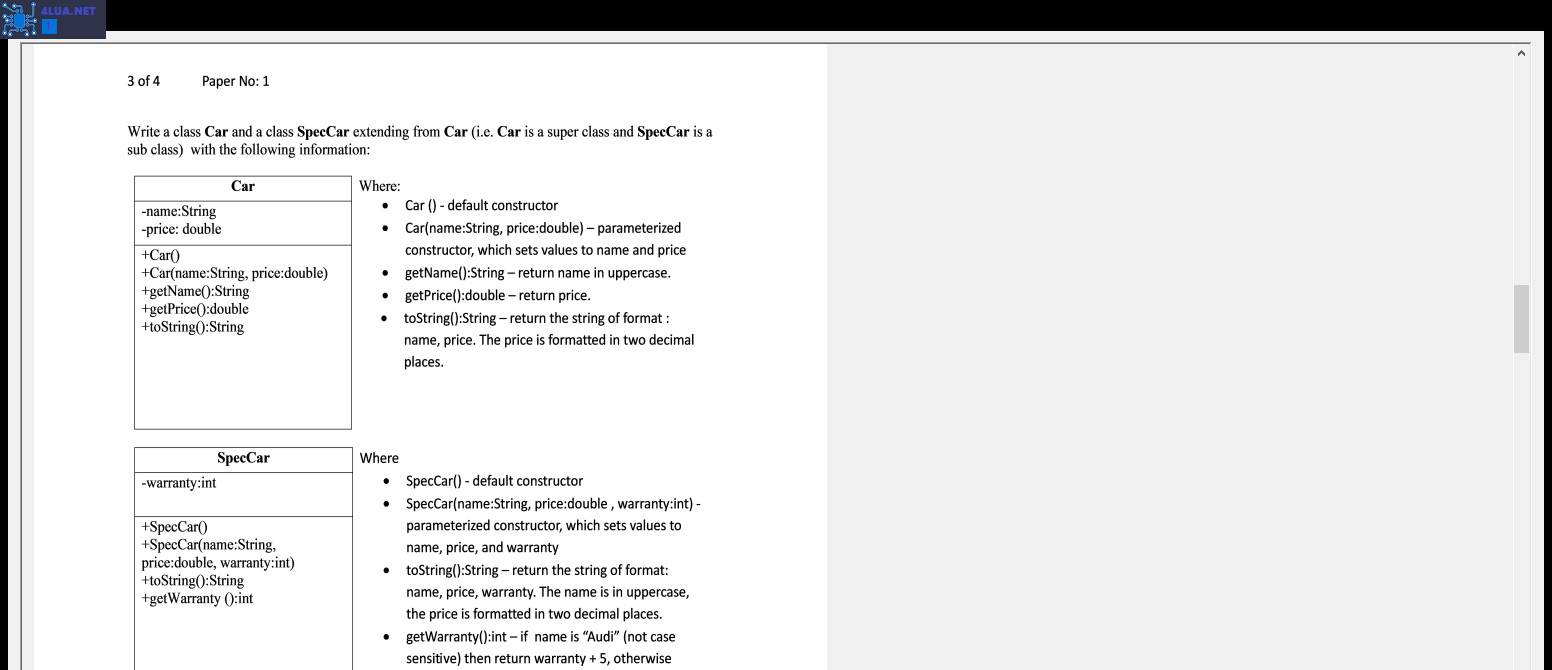 4LUA.NET
3 of 4 Paper No: 1
Write a class Car and a class SpecCar extending from Car (i.e. Car is a super class and SpecCar is a
sub class) with the following information:
Car
-name:String
-price: double
+Car()
+Car(name:String, price:double)
+getName():String
+getPrice():double
+toString():String
Where:
• Car () - default constructor
• Car(name:String, price:double) – parameterized
constructor, which sets values to name and price
• getName():String – return name in uppercase.
• getPrice():double – return price.
• toString():String – return the string of format :
name, price. The price is formatted in two decimal
places.
SpecCar
-warranty:int
+SpecCar()
+SpecCar(name:String,
price:double, warranty:int)
+toString():String
+getWarranty ():int
Where
• SpecCar() - default constructor
• SpecCar(name:String, price:double , warranty:int) -
parameterized constructor, which sets values to
name, price, and warranty
• toString():String – return the string of format:
name, price, warranty. The name is in uppercase,
the price is formatted in two decimal places.
• getWarranty():int – if name is “Audi” (not case
sensitive) then return warranty + 5, otherwise